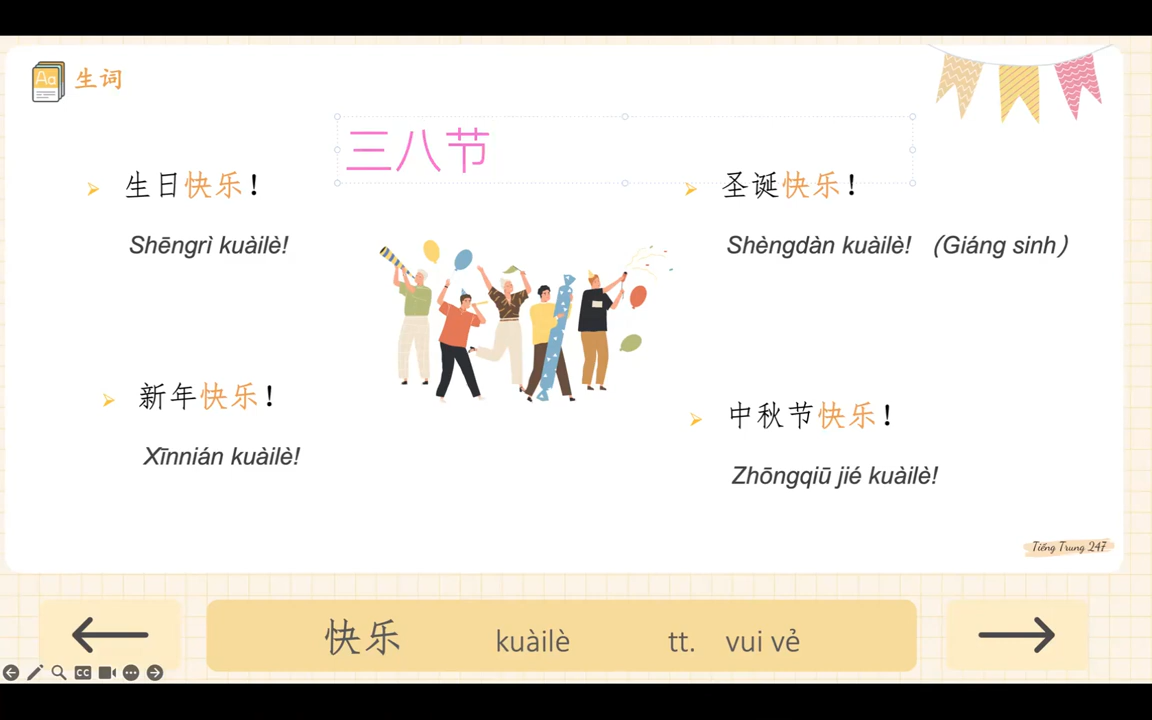 Aa 生词
三八节
生日快乐!
Shēngrì kuàilè!
圣诞快乐!
Shèngdàn kuàilè! (Giáng sinh)
新年快乐!
Xīnnián kuàilè!
中秋节快乐!
Zhōngqiū jié kuàilè!
Tiếng Trung 247
快乐 kuàilè tt. vui vẻ
CC